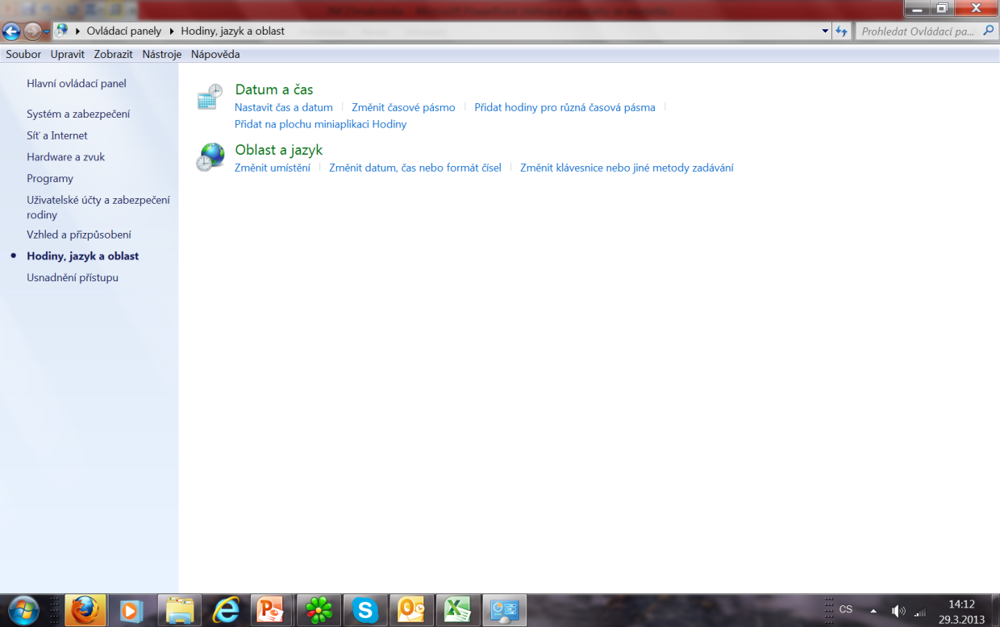 Ovládací panely Hodiny, jazyk a oblast Prohledat Ovládací pa...
Soubor Upravit Zobrazit Nástroje Nápověda
Hlavní ovládací panel
Systém a zabezpečení
Síť a Internet
Hardware a zvuk
Programy
Uživatelské účty a zabezpečení
rodiny
Vzhled a přizpůsobení
Hodiny, jazyk a oblast
Usnadnění přístupu
Datum a čas
Nastavit čas a datum Změnit časové pásmo Přidat hodiny pro různá časová pásma
Přidat na plochu miniaplikaci Hodiny
Oblast a jazyk
Změnit umístění Změnit datum, čas nebo formát čísel Změnit klávesnice nebo jiné metody zadávání
CS 14:12
29.3.2013